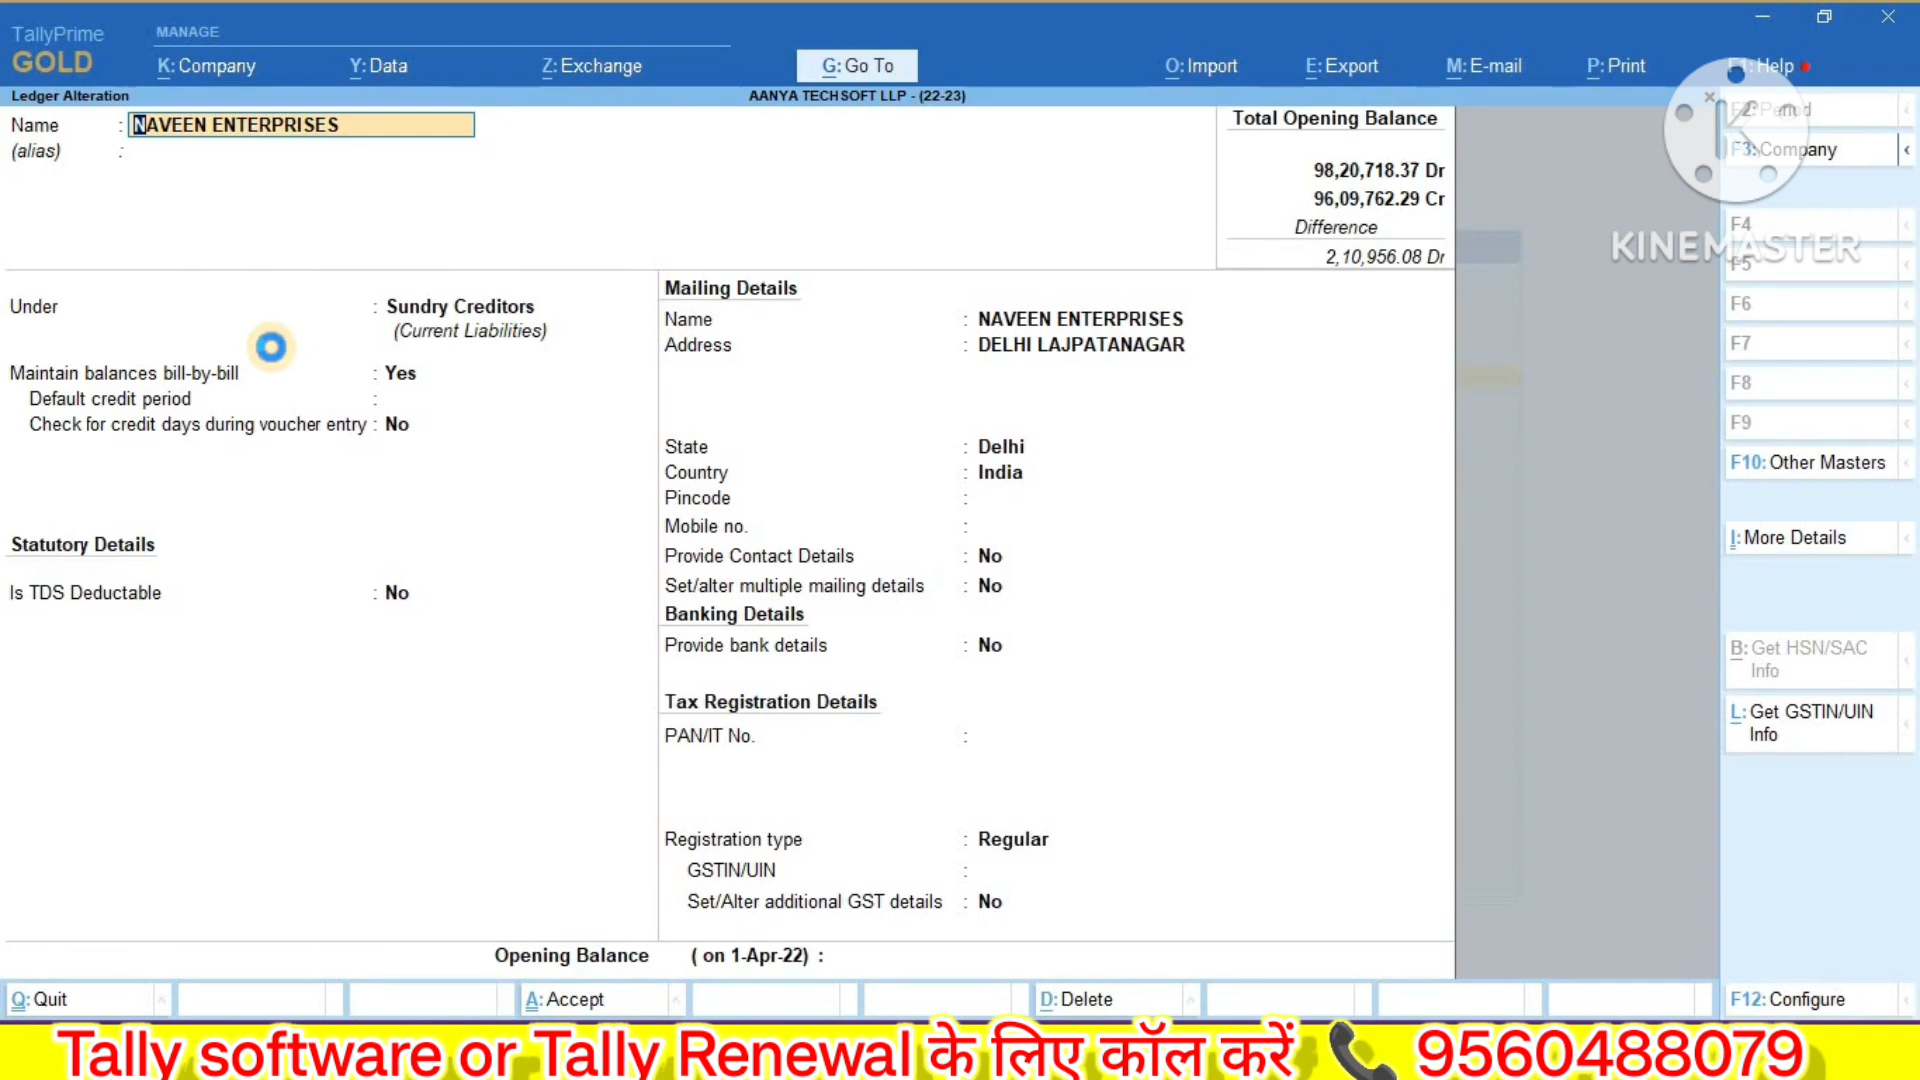 TallyPrime
GOLD
MANAGE
K: Company
Y: Data
Z: Exchange
G: Go To
O: Import
E: Export
M: E-mail
P: Print
F1: Help
Ledger Alteration
AANYA TECHSOFT LLP - (22-23)
Name : NAVEEN ENTERPRISES
(alias) :
Total Opening Balance
98,20,718.37 Dr
96,09,762.29 Cr
Difference
2,10,956.08 Dr
Under : Sundry Creditors
(Current Liabilities)
Maintain balances bill-by-bill : Yes
Default credit period :
Check for credit days during voucher entry : No
Statutory Details
Is TDS Deductable : No
Mailing Details
Name : NAVEEN ENTERPRISES
Address : DELHI LAJPATANAGAR
State : Delhi
Country : India
Pincode :
Mobile no. :
Provide Contact Details : No
Set/alter multiple mailing details : No
Banking Details
Provide bank details : No
Tax Registration Details
PAN/IT No. :
Registration type : Regular
GSTIN/UIN :
Set/Alter additional GST details : No
Opening Balance ( on 1-Apr-22) :
F2: Period
F3: Company
F4
KINEMASTER
F5
F6
F7
F8
F9
F10: Other Masters
I: More Details
B: Get HSN/SAC
Info
L: Get GSTIN/UIN
Info
Q: Quit
A: Accept
D: Delete
F12: Configure
Tally software or Tally Renewal के लिए कॉल करें 9560488079